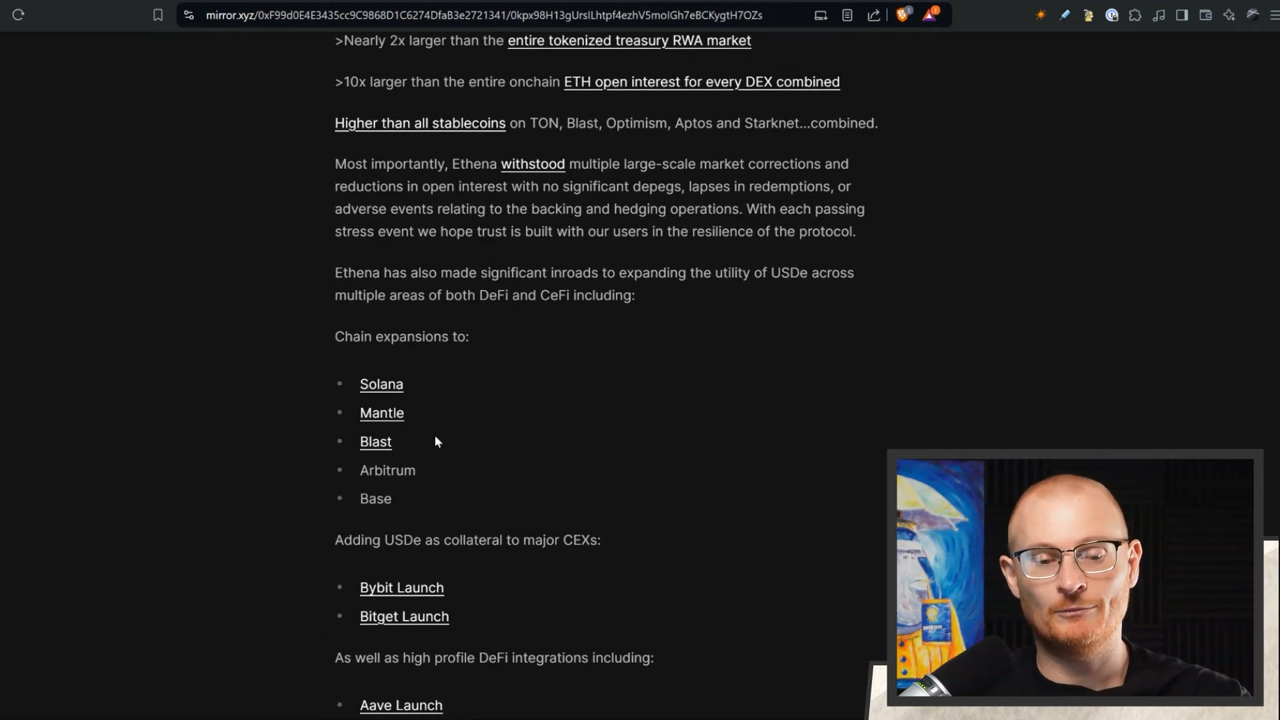 mirror.xyz/0xF99d0E4E3435cc9C9868D1C6274DfaB3e2721341/0kpx98H13gUrsILhtpf4ezhV5molGh7eBCKygtH7OZs
>Nearly 2x larger than the entire tokenized treasury RWA market
>10x larger than the entire onchain ETH open interest for every DEX combined
Higher than all stablecoins on TON, Blast, Optimism, Aptos and Starknet...combined.
Most importantly, Ethena withstood multiple large-scale market corrections and
reductions in open interest with no significant depegs, lapses in redemptions, or
adverse events relating to the backing and hedging operations. With each passing
stress event we hope trust is built with our users in the resilience of the protocol.
Ethena has also made significant inroads to expanding the utility of USDe across
multiple areas of both DeFi and CeFi including:
Chain expansions to:
• Solana
• Mantle
• Blast
• Arbitrum
• Base
Adding USDe as collateral to major CEXs:
• Bybit Launch
• Bitget Launch
As well as high profile DeFi integrations including:
• Aave Launch